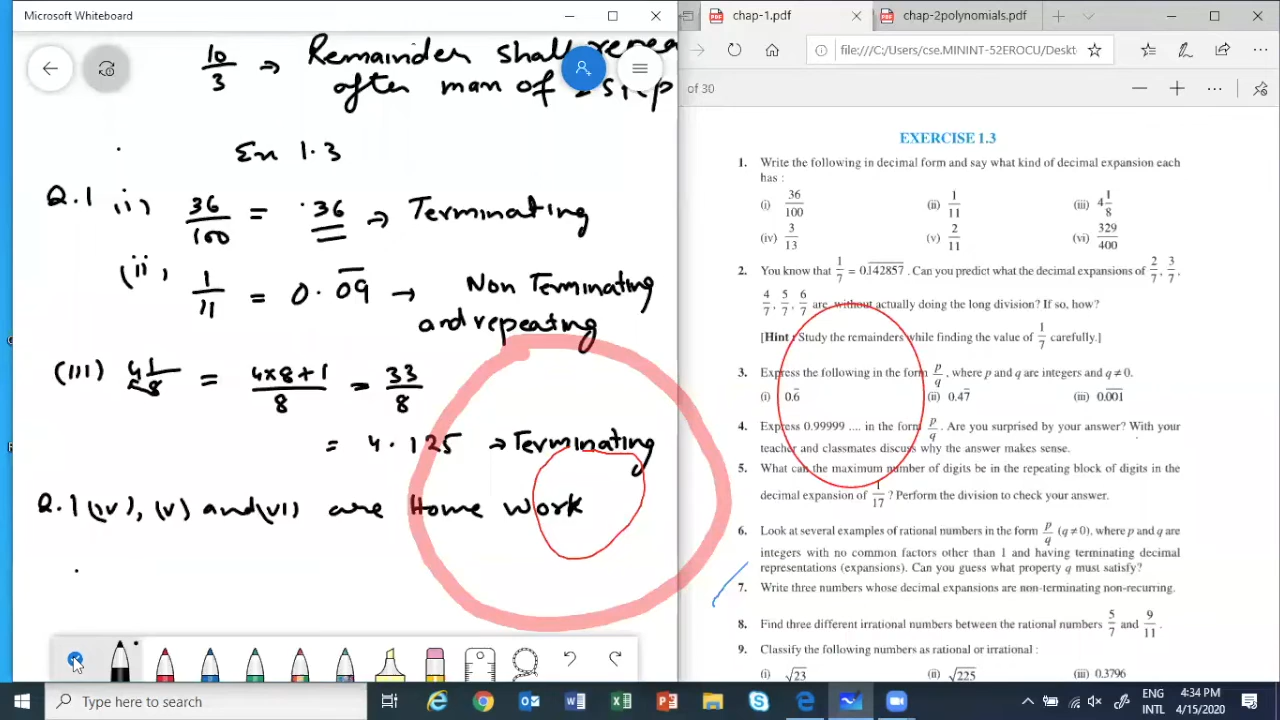 Microsoft Whiteboard
10/3 → Remainder shall repea
after man of 2 step
Ex 1.3
Q.1 (i) 36/100 = .36 → Terminating
(ii) 1/11 = 0.0̅9̅ → Non Terminating
and repeating
(iii) 4 1/8 = 4×8+1/8 = 33/8
= 4.125 → Terminating
Q.1 (iv), (v) and (vi) are Home work
chap-1.pdf
chap-2polynomials.pdf
file:///C:/Users/cse.MININT-52EROCU/Deskt
of 30
EXERCISE 1.3
1. Write the following in decimal form and say what kind of decimal expansion each
has :
(i) 36/100 (ii) 1/11 (iii) 4 1/8
(iv) 3/13 (v) 2/11 (vi) 329/400
2. You know that 1/7 = 0.1̅4̅2̅8̅5̅7̅. Can you predict what the decimal expansions of 2/7, 3/7,
4/7, 5/7, 6/7 are, without actually doing the long division? If so, how?
[Hint : Study the remainders while finding the value of 1/7 carefully.]
3. Express the following in the form p/q, where p and q are integers and q ≠ 0.
(i) 0.6̅ (ii) 0.47̅ (iii) 0.0̅0̅1̅
4. Express 0.99999 .... in the form p/q. Are you surprised by your answer? With your
teacher and classmates discuss why the answer makes sense.
5. What can the maximum number of digits be in the repeating block of digits in the
decimal expansion of 1/17? Perform the division to check your answer.
6. Look at several examples of rational numbers in the form p/q (q ≠ 0), where p and q are
integers with no common factors other than 1 and having terminating decimal
representations (expansions). Can you guess what property q must satisfy?
7. Write three numbers whose decimal expansions are non-terminating non-recurring.
8. Find three different irrational numbers between the rational numbers 5/7 and 9/11.
9. Classify the following numbers as rational or irrational :
(i) √23 (ii) √225 (iii) 0.3796
Type here to search
ENG
INTL
4:34 PM
4/15/2020